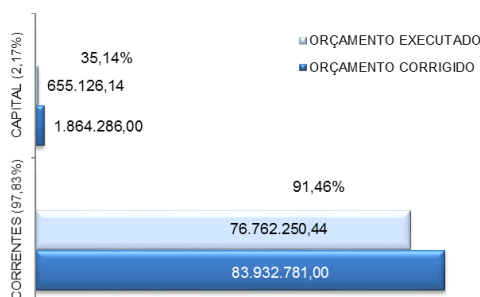 ORÇAMENTO EXECUTADO
ORÇAMENTO CORRIGIDO
CAPITAL (2,17%)
35,14%
655.126,14
1.864.286,00
CORRENTES (97,83%)
91,46%
76.762.250,44
83.932.781,00